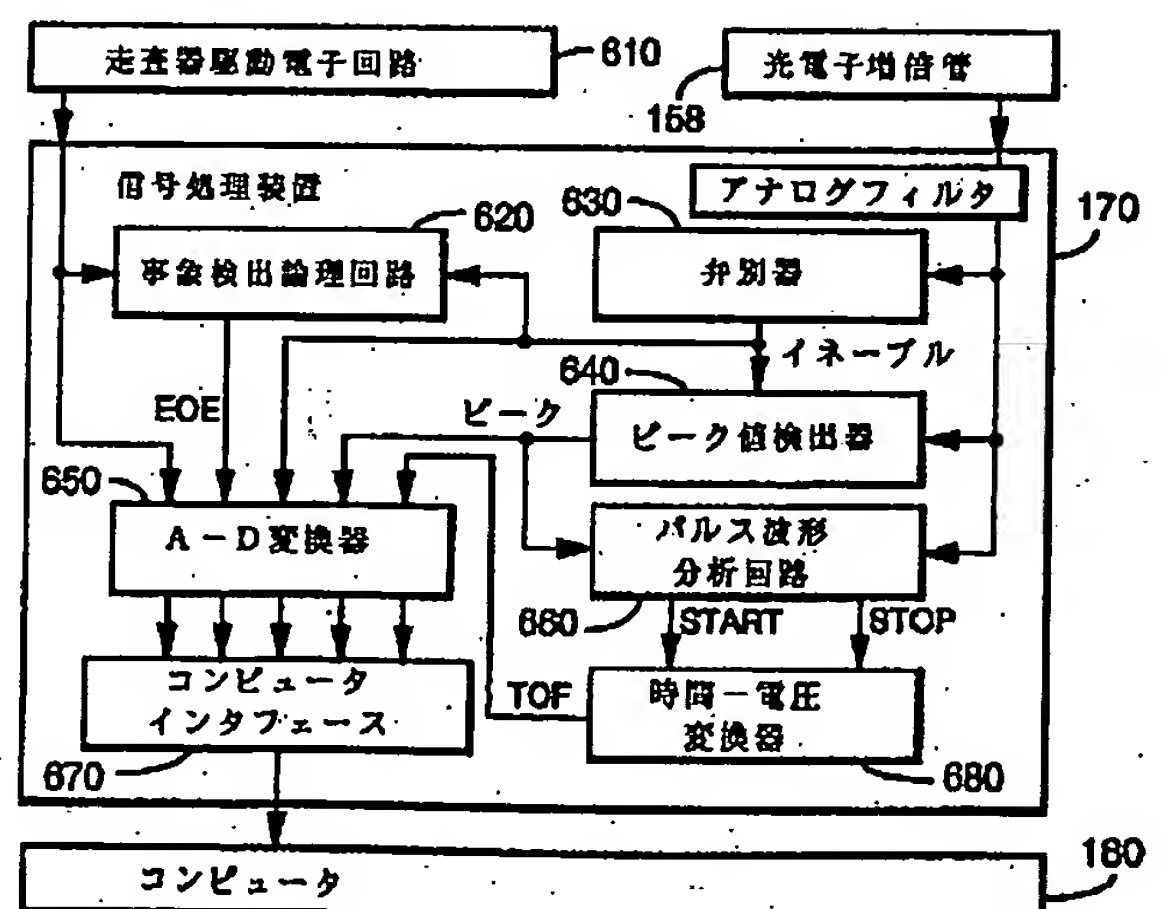 走査器駆動電子回路
610
光電子増倍管
158
信号処理装置
アナログフィルタ
170
620
630
事象検出論理回路
弁別器
イネーブル
640
EOE
ピーク
ピーク値検出器
650
A－D変換器
パルス波形
分析回路
660
START
STOP
コンピュータ
インタフェース
TOF
時間－電圧
変換器
670
680
コンピュータ
180